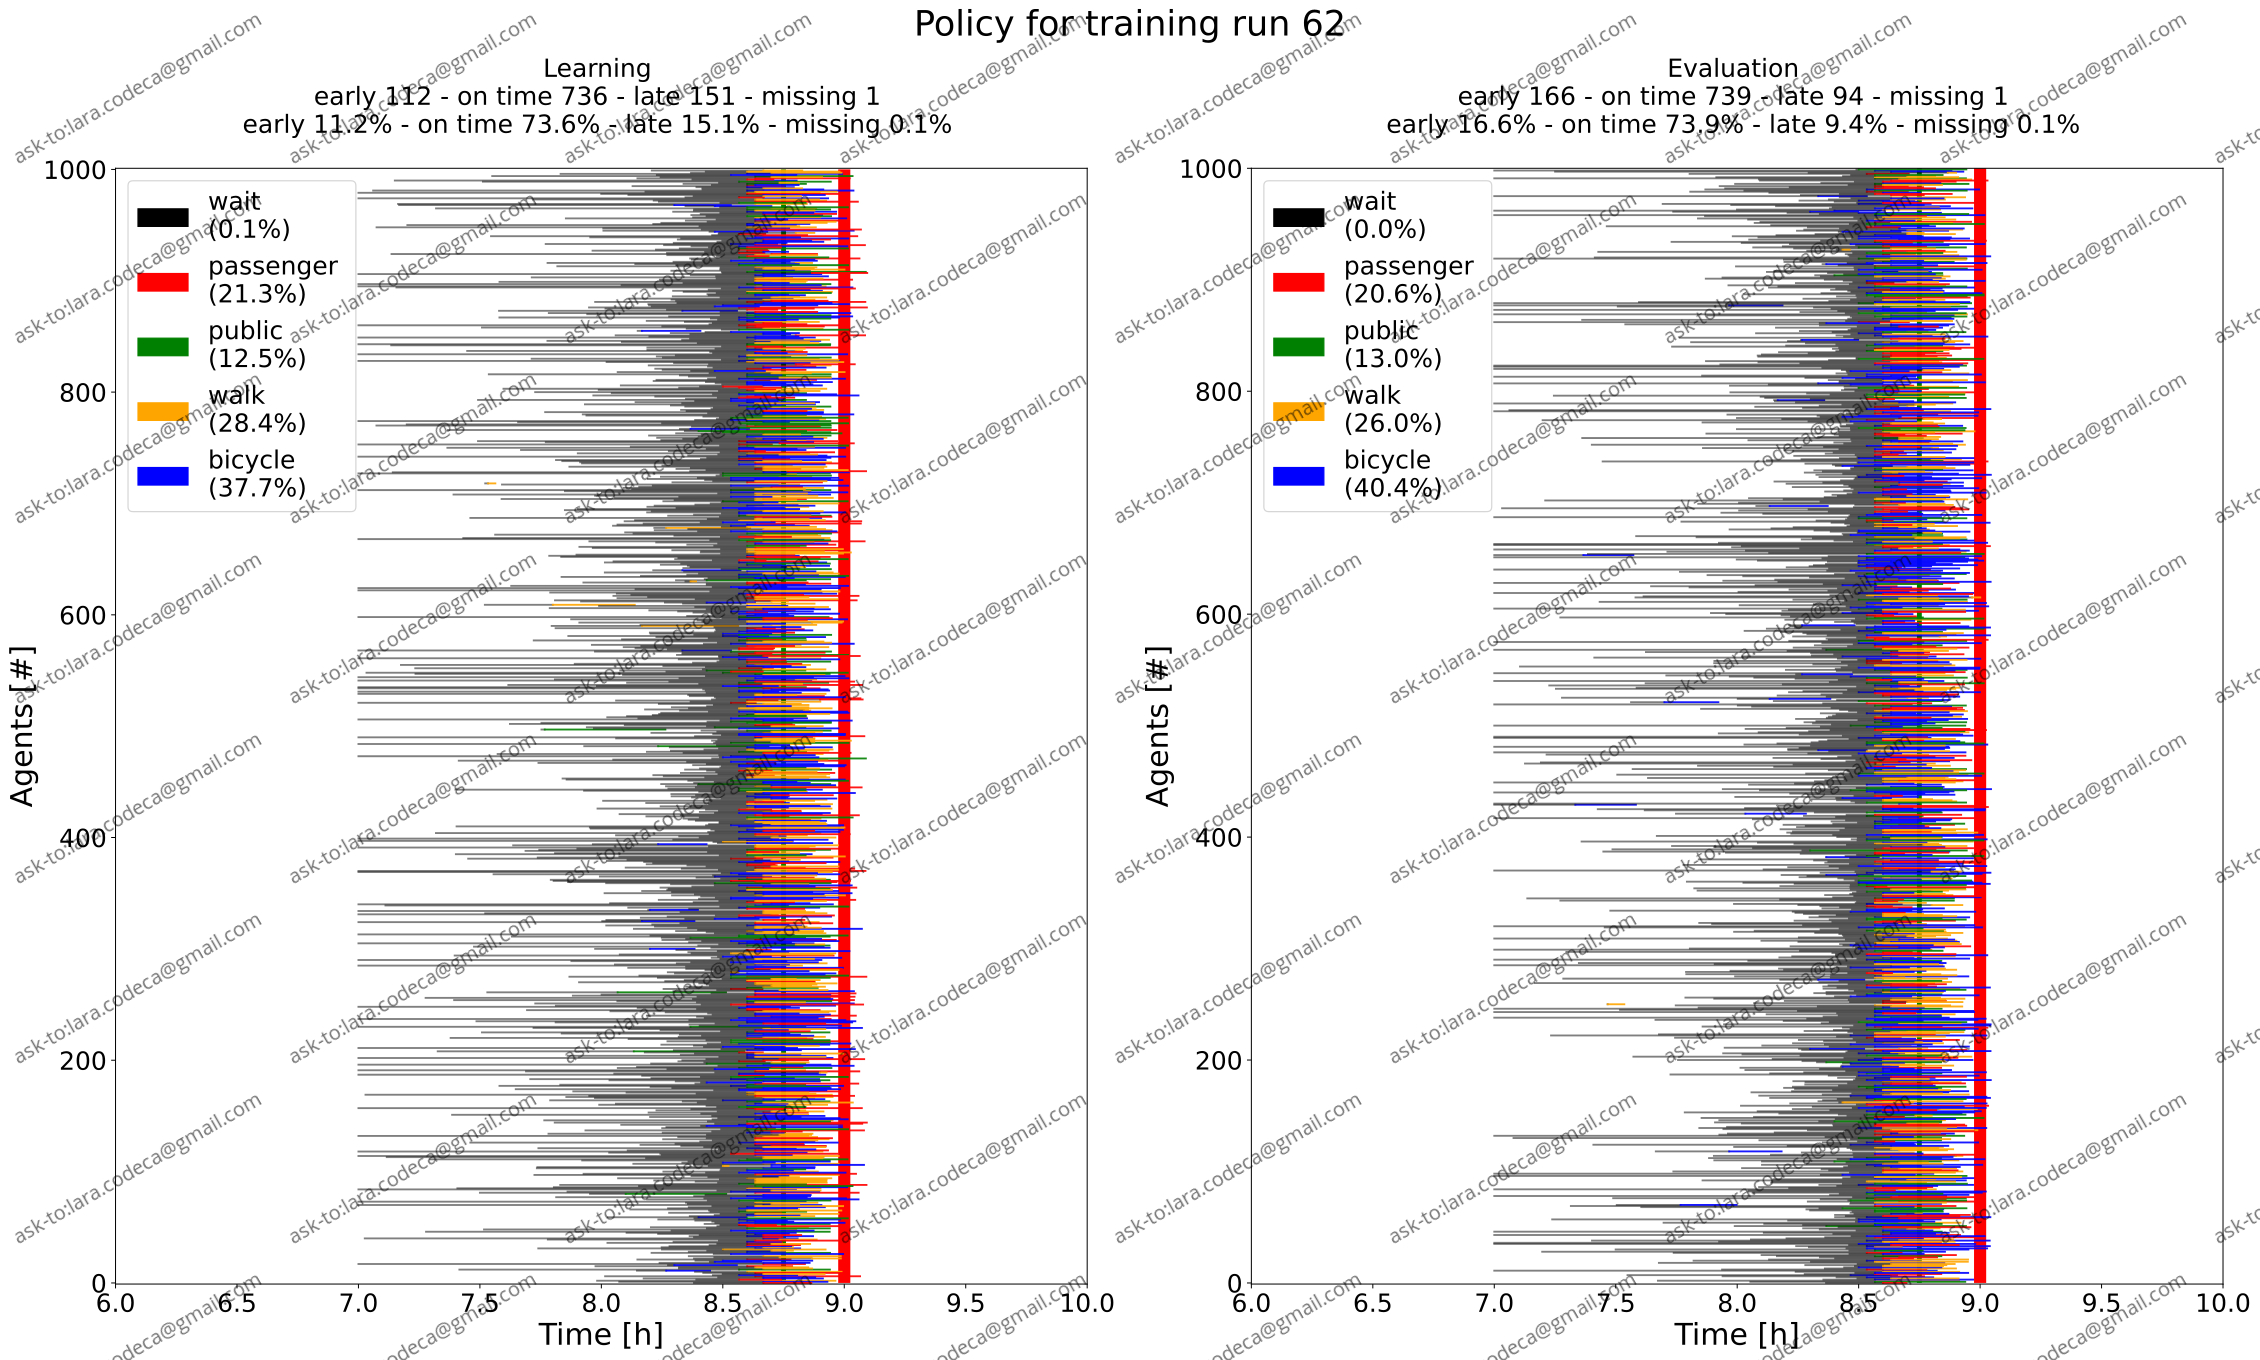 Policy for training run 62
Learning
early 112 - on time 736 - late 151 - missing 1
early 11.2% - on time 73.6% - late 15.1% - missing 0.1%
Evaluation
early 166 - on time 739 - late 94 - missing 1
early 16.6% - on time 73.9% - late 9.4% - missing 0.1%
wait
(0.1%)
passenger
(21.3%)
public
(12.5%)
walk
(28.4%)
bicycle
(37.7%)
1000
800
600
400
200
0
Agents [#]
6.0 6.5 7.0 7.5 8.0 8.5 9.0 9.5 10.0
Time [h]
wait
(0.0%)
passenger
(20.6%)
public
(13.0%)
walk
(26.0%)
bicycle
(40.4%)
1000
800
600
400
200
0
Agents [#]
6.0 6.5 7.0 7.5 8.0 8.5 9.0 9.5 10.0
Time [h]
ask-to:lara.codeca@gmail.com